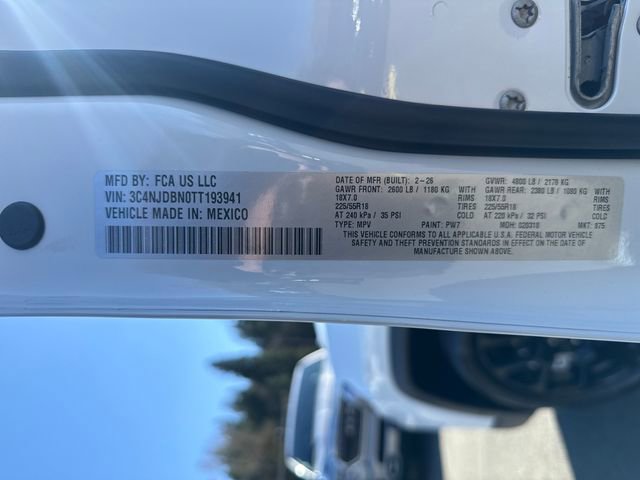 MFD BY: FCA US LLC
VIN: 3C4NJDBN0TT193941
VEHICLE MADE IN: MEXICO
DATE OF MFR (BUILT): 2-26
GVWR: 4800 LB / 2178 KG
GAWR FRONT: 2600 LB / 1180 KG
GAWR REAR: 2380 LB / 1080 KG
18X7.0
18X7.0
RIMS
RIMS
225/55R18
225/55R18
TIRES
TIRES
AT 240 kPa / 35 PSI
AT 220 kPa / 32 PSI
TYPE: MPV
PAINT: PW7
MDH: 020318
MKT: 875
THIS VEHICLE CONFORMS TO ALL APPLICABLE U.S.A. FEDERAL MOTOR VEHICLE
SAFETY AND THEFT PREVENTION STANDARDS IN EFFECT ON THE DATE OF
MANUFACTURE SHOWN ABOVE.